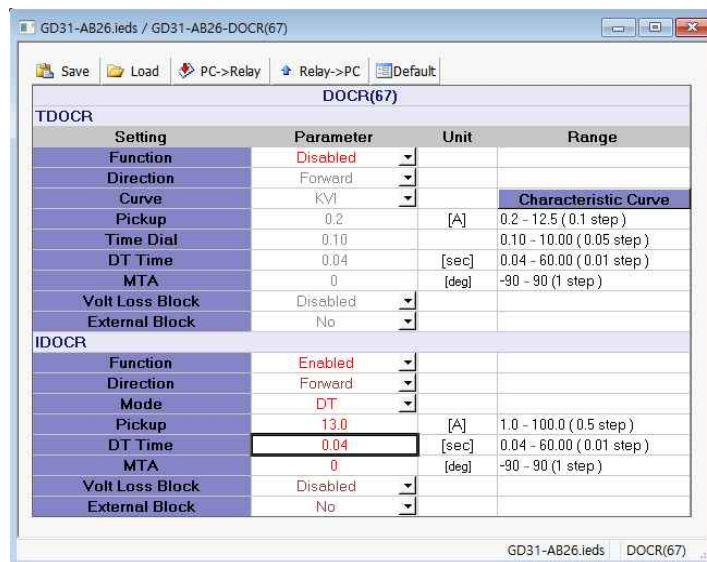 GD31-AB26.ieds / GD31-AB26-DOCR(67)
Save Load PC->Relay Relay->PC Default
DOCR(67)
TDOCR
Setting Parameter Unit Range
Function Disabled
Direction Forward
Curve KVI Characteristic Curve
Pickup 0.2 [A] 0.2 - 12.5 ( 0.1 step )
Time Dial 0.10 0.10 - 10.00 ( 0.05 step )
DT Time 0.04 [sec] 0.04 - 60.00 ( 0.01 step )
MTA 0 [deg] -90 - 90 (1 step )
Volt Loss Block Disabled
External Block No
IDOCR
Function Enabled
Direction Forward
Mode DT
Pickup 13.0 [A] 1.0 - 100.0 ( 0.5 step )
DT Time 0.04 [sec] 0.04 - 60.00 ( 0.01 step )
MTA 0 [deg] -90 - 90 (1 step )
Volt Loss Block Disabled
External Block No
GD31-AB26.ieds DOCR(67)